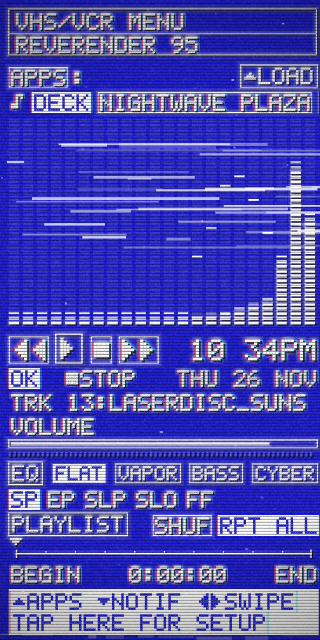 VHS/VCR MENU
REVERENDER 95
APPS: LOAD
DECK NIGHTWAVE PLAZA
10 34PM
OK STOP THU 26 NOV
TRK 13:LASERDISC_SUNS
VOLUME
EQ FLAT VAPOR BASS CYBER
SP EP SLP SLO FF
PLAYLIST SHUF RPT ALL
BEGIN 0:00:00 END
APPS NOTIF SWIPE
TAP HERE FOR SETUP